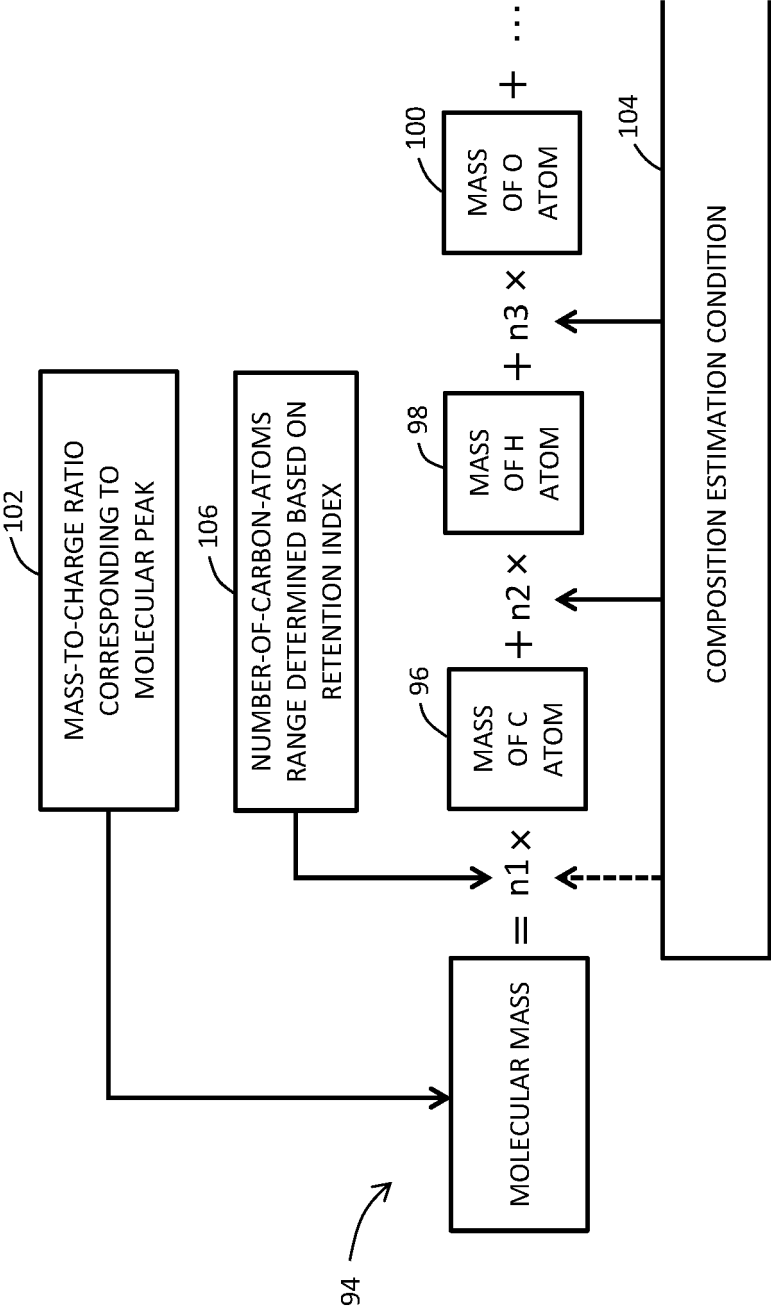 94
102
MASS-TO-CHARGE RATIO
CORRESPONDING TO
MOLECULAR PEAK
106
NUMBER-OF-CARBON-ATOMS
RANGE DETERMINED BASED ON
RETENTION INDEX
96
98
100
MOLECULAR MASS
= n1 ×
MASS
OF C
ATOM
+ n2 ×
MASS
OF H
ATOM
+ n3 ×
MASS
OF O
ATOM
+ ...
104
COMPOSITION ESTIMATION CONDITION